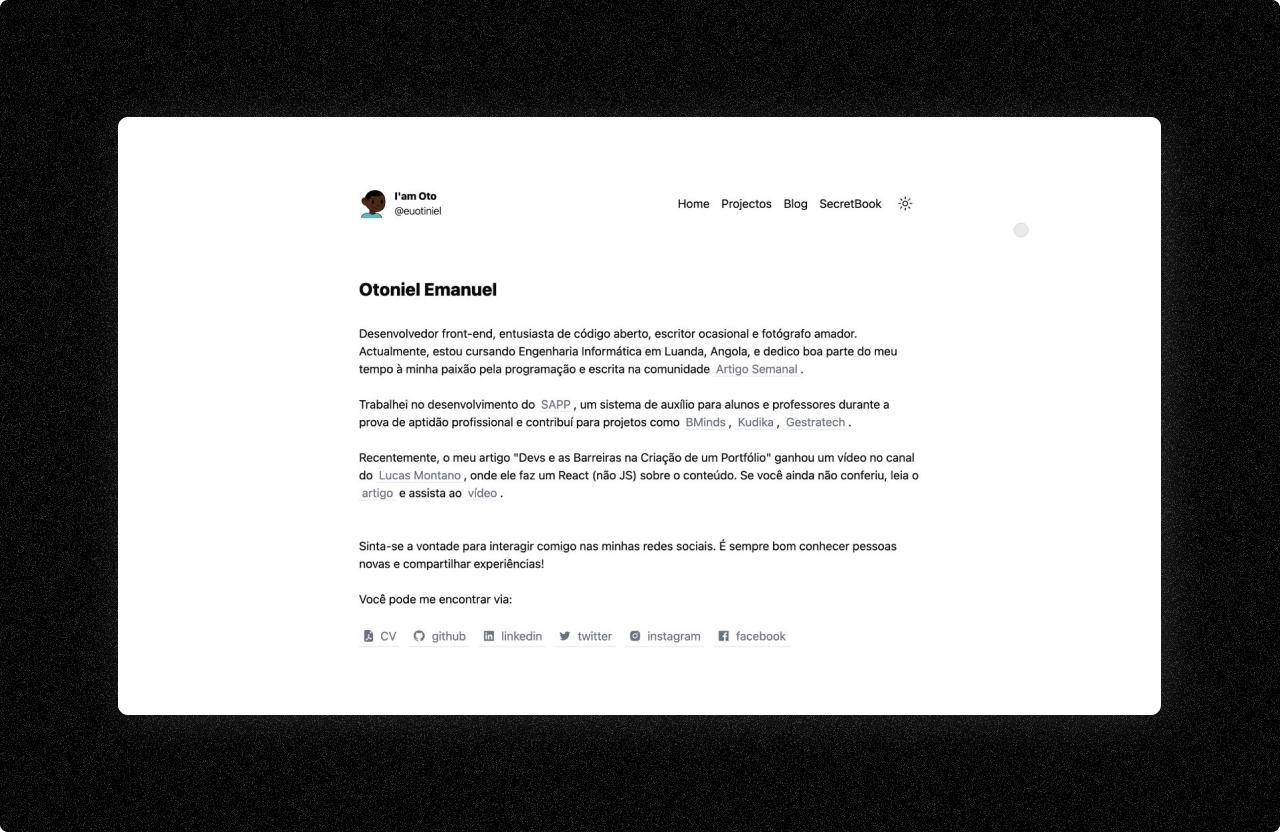 I'am Oto
@euotiniel
Home Projectos Blog SecretBook
Otoniel Emanuel
Desenvolvedor front-end, entusiasta de código aberto, escritor ocasional e fotógrafo amador.
Actualmente, estou cursando Engenharia Informática em Luanda, Angola, e dedico boa parte do meu
tempo à minha paixão pela programação e escrita na comunidade Artigo Semanal .
Trabalhei no desenvolvimento do SAPP , um sistema de auxílio para alunos e professores durante a
prova de aptidão profissional e contribuí para projetos como BMinds , Kudika , Gestratech .
Recentemente, o meu artigo "Devs e as Barreiras na Criação de um Portfólio" ganhou um vídeo no canal
do Lucas Montano , onde ele faz um React (não JS) sobre o conteúdo. Se você ainda não conferiu, leia o
artigo e assista ao vídeo .
Sinta-se a vontade para interagir comigo nas minhas redes sociais. É sempre bom conhecer pessoas
novas e compartilhar experiências!
Você pode me encontrar via:
CV github linkedin twitter instagram facebook